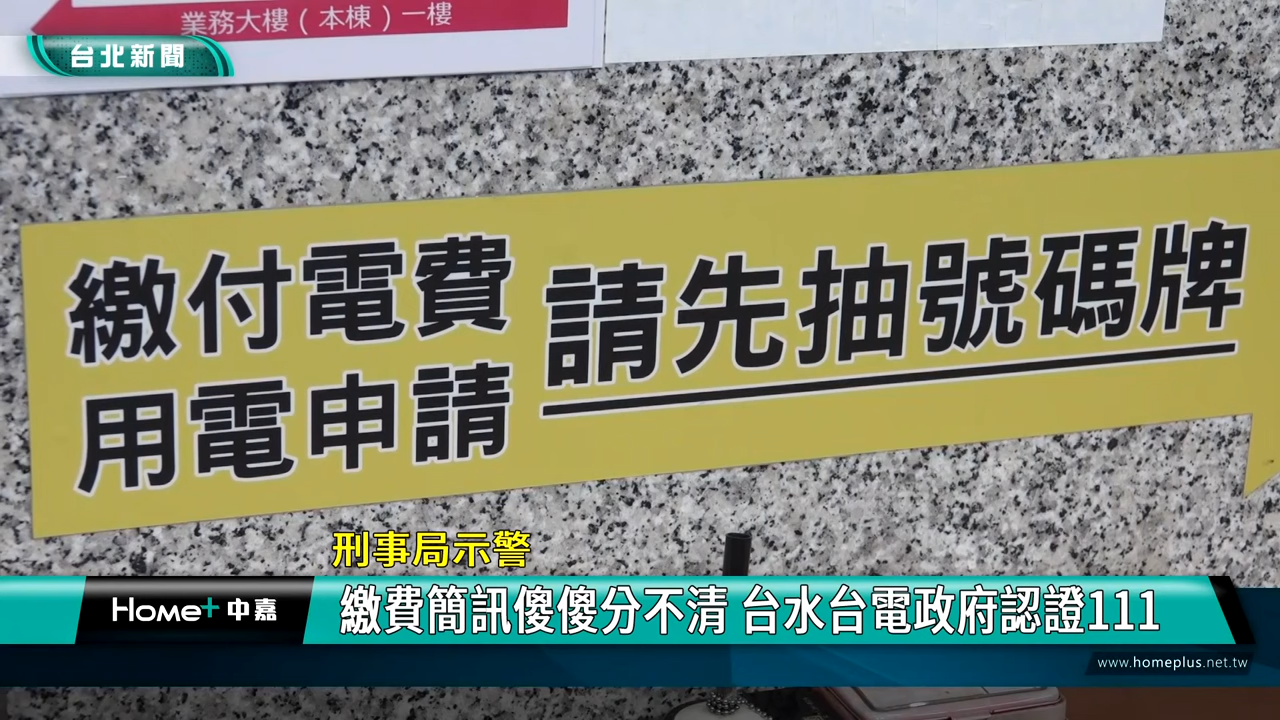 業務大樓（本棟）一樓
台北新聞
繳付電費
用電申請
請先抽號碼牌
刑事局示警
Home+中嘉
繳費簡訊傻傻分不清 台水台電政府認證111
www.homeplus.net.tw